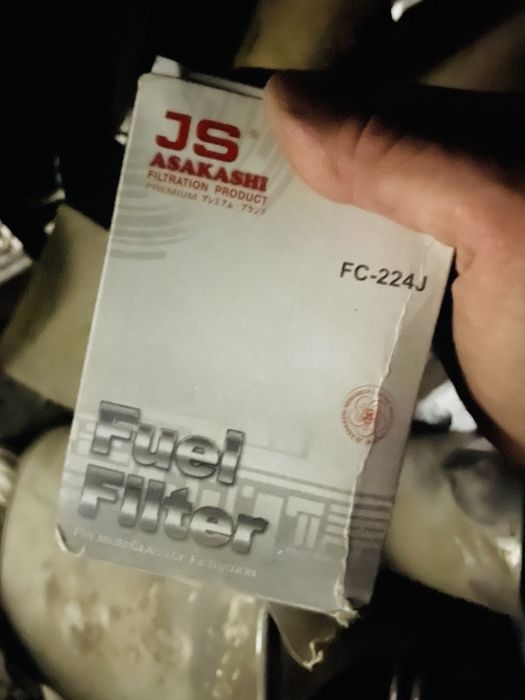 JS
ASAKASHI
FILTRATION PRODUCT
PREMIUM プレミアム・ブランド
FC-224J
Fuel
Filter
PREMIUM CLASS OF FILTRATION